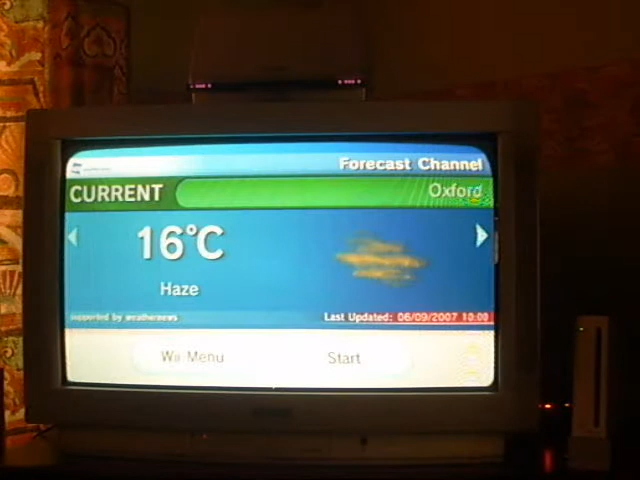 Forecast Channel
CURRENT
Oxford
16°C
Haze
supported by weathernews
Last Updated: 06/09/2007 10:00
Wii Menu
Start